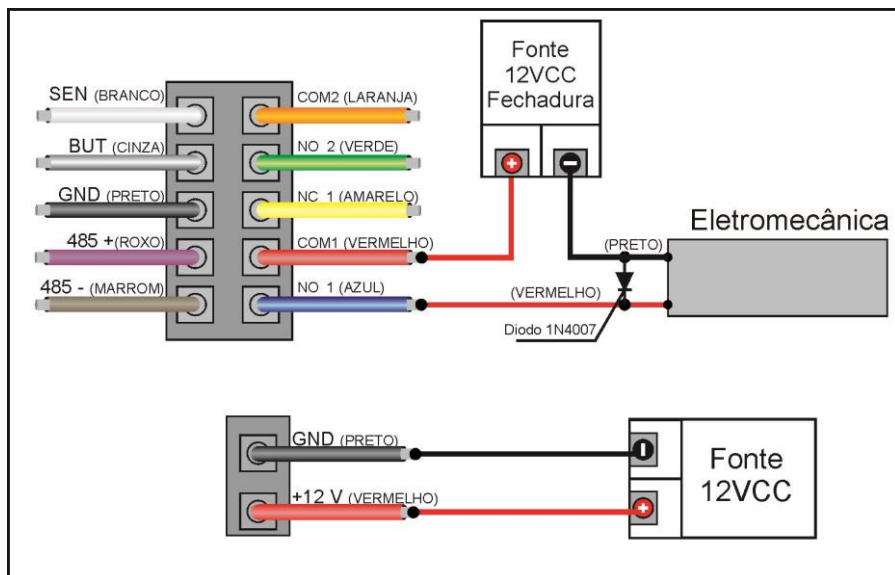 Fonte
12VCC
Fechadura
SEN (BRANCO)
COM2 (LARANJA)
BUT (CINZA)
NO 2 (VERDE)
GND (PRETO)
NC 1 (AMARELO)
Eletromecânica
485 +(ROXO)
COM1 (VERMELHO)
(PRETO)
485 - (MARROM)
NO 1 (AZUL)
(VERMELHO)
Diodo 1N4007
GND (PRETO)
+12 V (VERMELHO)
Fonte
12VCC